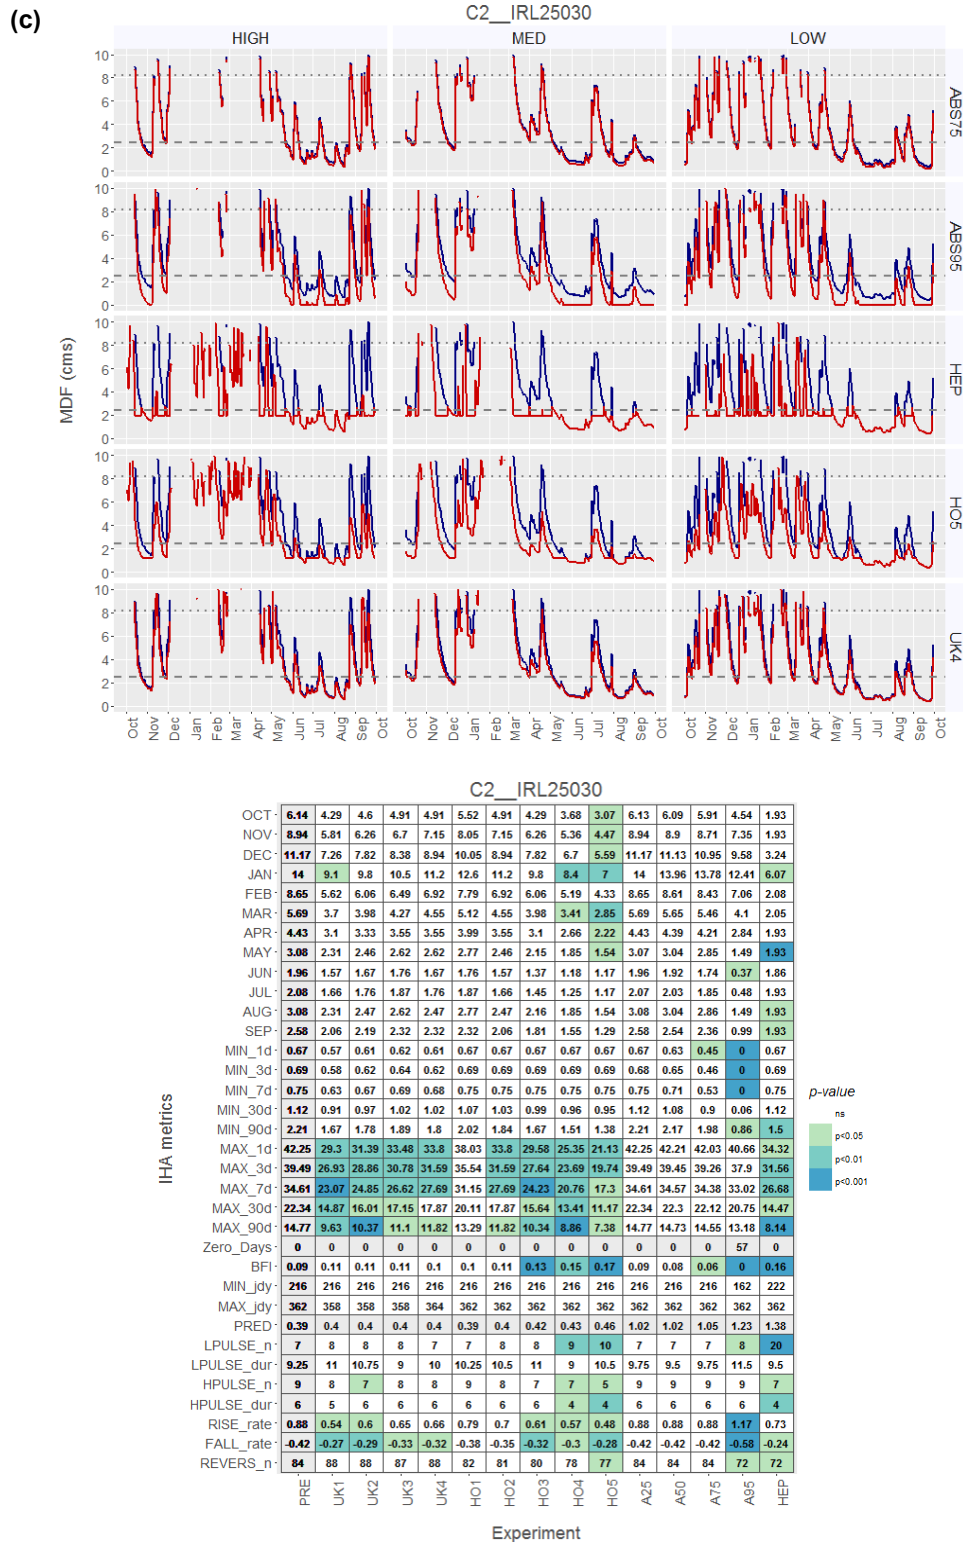 (c)
C2__IRL25030
HIGH MED LOW
10 8 6 4 2 0 ABS75
10 8 6 4 2 0 ABS95
10 8 6 4 2 0 HEP
10 8 6 4 2 0 HO5
10 8 6 4 2 0 UK4
MDF (cms)
Oct Nov Dec Jan Feb Mar Apr May Jun Jul Aug Sep Oct Oct Nov Dec Jan Feb Mar Apr May Jun Jul Aug Sep Oct Oct Nov Dec Jan Feb Mar Apr May Jun Jul Aug Sep Oct
C2__IRL25030
OCT 6.14 4.29 4.6 4.91 4.91 5.52 4.91 4.29 3.68 3.07 6.13 6.09 5.91 4.54 1.93
NOV 8.94 5.81 6.26 6.7 7.15 8.05 7.15 6.26 5.36 4.47 8.94 8.9 8.71 7.35 1.93
DEC 11.17 7.26 7.82 8.38 8.94 10.05 8.94 7.82 6.7 5.59 11.17 11.13 10.95 9.58 3.24
JAN 14 9.1 9.8 10.5 11.2 12.6 11.2 9.8 8.4 7 14 13.96 13.78 12.41 6.07
FEB 8.65 5.62 6.06 6.49 6.92 7.79 6.92 6.06 5.19 4.33 8.65 8.61 8.43 7.06 2.08
MAR 5.69 3.7 3.98 4.27 4.55 5.12 4.55 3.98 3.41 2.85 5.69 5.65 5.46 4.1 2.05
APR 4.43 3.1 3.33 3.55 3.55 3.99 3.55 3.1 2.66 2.22 4.43 4.39 4.21 2.84 1.93
MAY 3.08 2.31 2.46 2.62 2.62 2.77 2.46 2.15 1.85 1.54 3.07 3.04 2.85 1.49 1.93
JUN 1.96 1.57 1.67 1.76 1.67 1.76 1.57 1.37 1.18 1.17 1.96 1.92 1.74 0.37 1.86
JUL 2.08 1.66 1.76 1.87 1.76 1.87 1.66 1.45 1.25 1.17 2.07 2.03 1.85 0.48 1.93
AUG 3.08 2.31 2.47 2.62 2.47 2.77 2.47 2.16 1.85 1.54 3.08 3.04 2.86 1.49 1.93
SEP 2.58 2.06 2.19 2.32 2.32 2.32 2.06 1.81 1.55 1.29 2.58 2.54 2.36 0.99 1.93
MIN_1d 0.67 0.57 0.61 0.62 0.61 0.67 0.67 0.67 0.67 0.67 0.67 0.63 0.45 0 0.67
MIN_3d 0.69 0.58 0.62 0.64 0.62 0.69 0.69 0.69 0.69 0.69 0.68 0.65 0.46 0 0.69
MIN_7d 0.75 0.63 0.67 0.69 0.68 0.75 0.75 0.75 0.75 0.75 0.75 0.71 0.53 0 0.75
MIN_30d 1.12 0.91 0.97 1.02 1.02 1.07 1.03 0.99 0.96 0.95 1.12 1.08 0.9 0.06 1.12
MIN_90d 2.21 1.67 1.78 1.89 1.8 2.02 1.84 1.67 1.51 1.38 2.21 2.17 1.98 0.86 1.5
MAX_1d 42.25 29.3 31.39 33.48 33.8 38.03 33.8 29.58 25.35 21.13 42.25 42.21 42.03 40.66 34.32
MAX_3d 39.49 26.93 28.86 30.78 31.59 35.54 31.59 27.64 23.69 19.74 39.49 39.45 39.26 37.9 31.56
MAX_7d 34.61 23.07 24.85 26.62 27.69 31.15 27.69 24.23 20.76 17.3 34.61 34.57 34.38 33.02 26.68
MAX_30d 22.34 14.87 16.01 17.15 17.87 20.11 17.87 15.64 13.41 11.17 22.34 22.3 22.12 20.75 14.47
MAX_90d 14.77 9.63 10.37 11.1 11.82 13.29 11.82 10.34 8.86 7.38 14.77 14.73 14.55 13.18 8.14
Zero_Days 0 0 0 0 0 0 0 0 0 0 0 0 0 57 0
BFI 0.09 0.11 0.11 0.11 0.1 0.1 0.11 0.13 0.15 0.17 0.09 0.08 0.06 0 0.16
MIN_jdy 216 216 216 216 216 216 216 216 216 216 216 216 216 162 222
MAX_jdy 362 358 358 358 364 362 362 362 362 362 362 362 362 362 362
PRED 0.39 0.4 0.4 0.4 0.4 0.39 0.4 0.42 0.43 0.46 1.02 1.02 1.05 1.23 1.38
LPULSE_n 7 8 8 8 7 7 8 8 9 10 7 7 7 8 20
LPULSE_dur 9.25 11 10.75 9 10 10.25 10.5 11 9 10.5 9.75 9.5 9.75 11.5 9.5
HPULSE_n 9 8 7 8 8 9 8 7 7 5 9 9 9 9 7
HPULSE_dur 6 5 6 6 6 6 6 6 4 4 6 6 6 6 4
RISE_rate 0.88 0.54 0.6 0.65 0.66 0.79 0.7 0.61 0.57 0.48 0.88 0.88 0.88 1.17 0.73
FALL_rate -0.42 -0.27 -0.29 -0.33 -0.32 -0.38 -0.35 -0.32 -0.3 -0.28 -0.42 -0.42 -0.42 -0.58 -0.24
REVERS_n 84 88 88 87 88 82 81 80 78 77 84 84 84 72 72
IHA metrics
PRE UK1 UK2 UK3 UK4 HO1 HO2 HO3 HO4 HO5 A25 A50 A75 A95 HEP
Experiment
p-value
ns
p<0.05
p<0.01
p<0.001